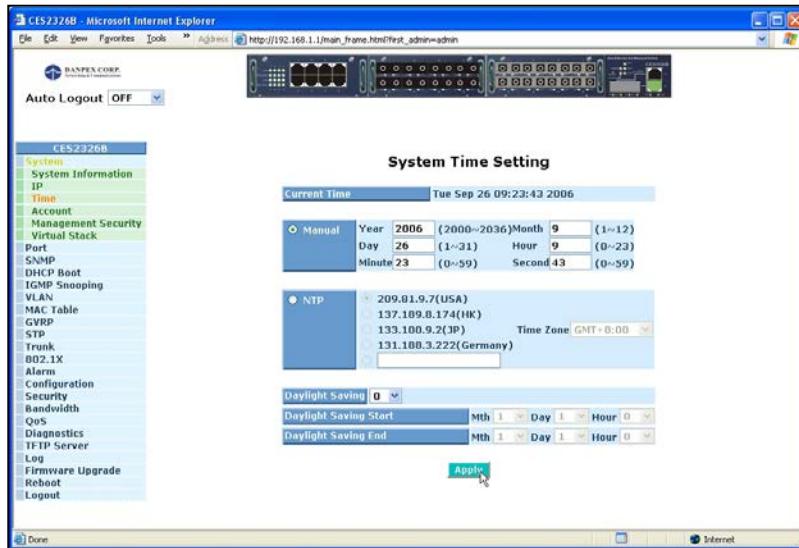 CES2326B - Microsoft Internet Explorer
File Edit View Favorites Tools » Address http://192.168.1.1/main_frame.html?first_admin=admin
DANPEX CORP.
Auto Logout OFF
CES2326B
System
System Information
IP
Time
Account
Management Security
Virtual Stack
Port
SNMP
DHCP Boot
IGMP Snooping
VLAN
MAC Table
GVRP
STP
Trunk
802.1X
Alarm
Configuration
Security
Bandwidth
QoS
Diagnostics
TFTP Server
Log
Firmware Upgrade
Reboot
Logout
System Time Setting
Current Time Tue Sep 26 09:23:43 2006
Manual Year 2006 (2000~2036) Month 9 (1~12)
Day 26 (1~31) Hour 9 (0~23)
Minute 23 (0~59) Second 43 (0~59)
NTP 209.81.9.7(USA)
137.189.8.174(HK)
133.100.9.2(JP) Time Zone GMT+8:00
131.188.3.222(Germany)
Daylight Saving 0
Daylight Saving Start Mth 1 Day 1 Hour 0
Daylight Saving End Mth 1 Day 1 Hour 0
Apply
Done Internet